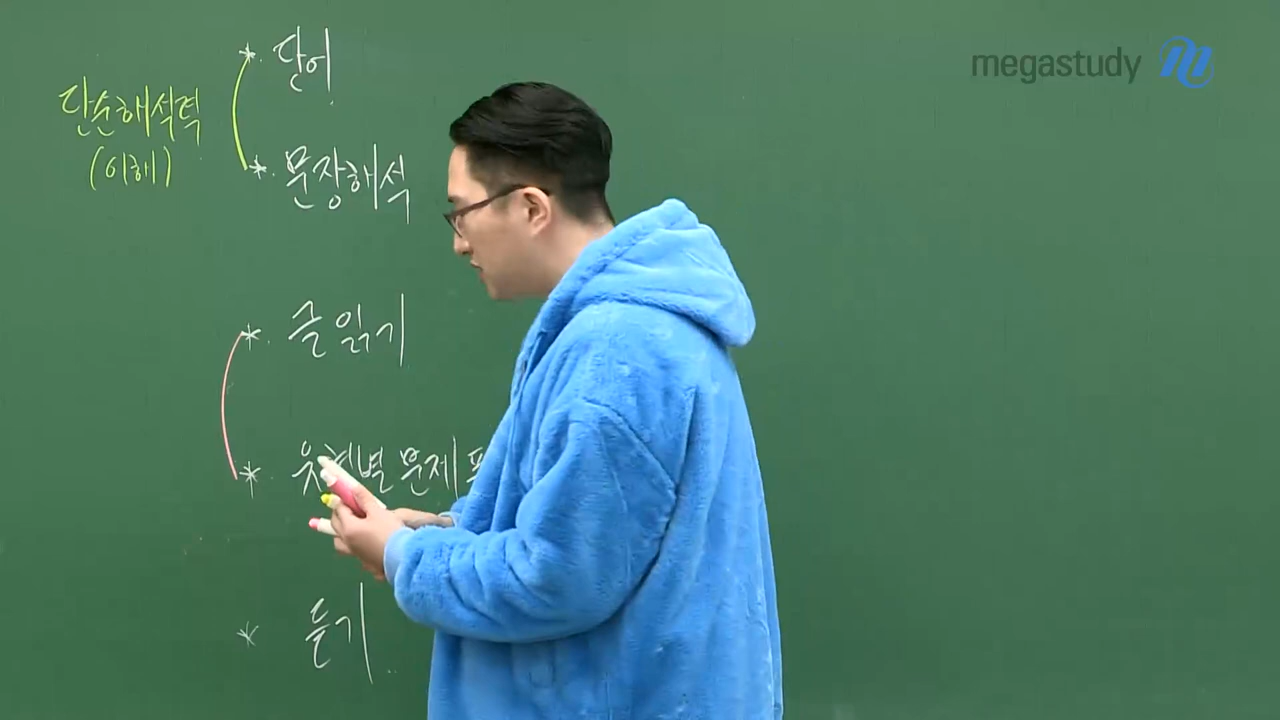 megastudy
* 단어
단순해석력
(이해)
* 문장해석
* 글 읽기
* 유형별 문제
* 듣기